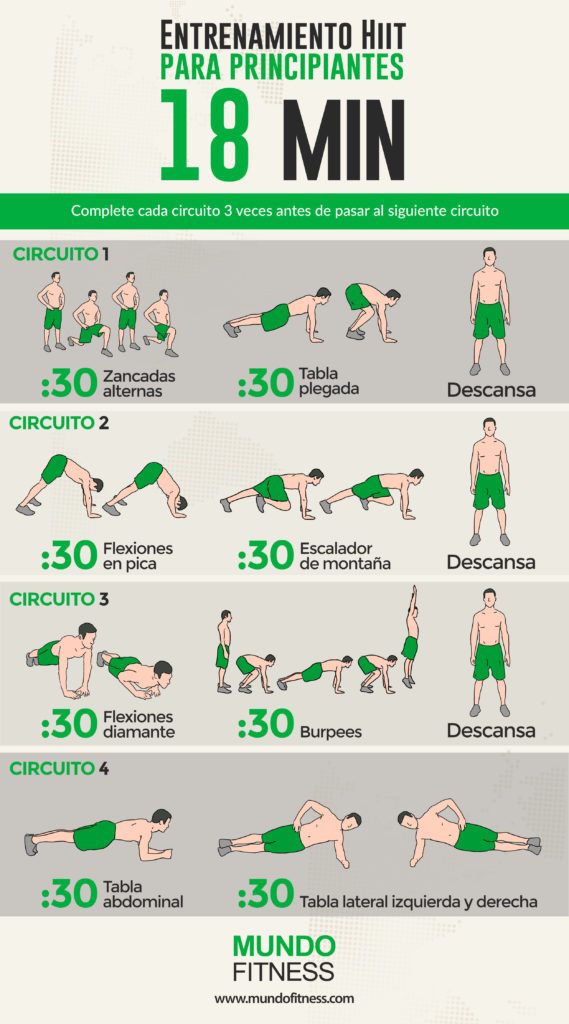 ENTRENAMIENTO HIIT
PARA PRINCIPIANTES
18 MIN
Complete cada circuito 3 veces antes de pasar al siguiente circuito
CIRCUITO 1
:30 Zancadas
alternas
:30 Tabla
plegada
Descansa
CIRCUITO 2
:30 Flexiones
en pica
:30 Escalador
de montaña
Descansa
CIRCUITO 3
:30 Flexiones
diamante
:30 Burpees
Descansa
CIRCUITO 4
:30 Tabla
abdominal
:30 Tabla lateral izquierda y derecha
MUNDO
FITNESS
www.mundofitness.com